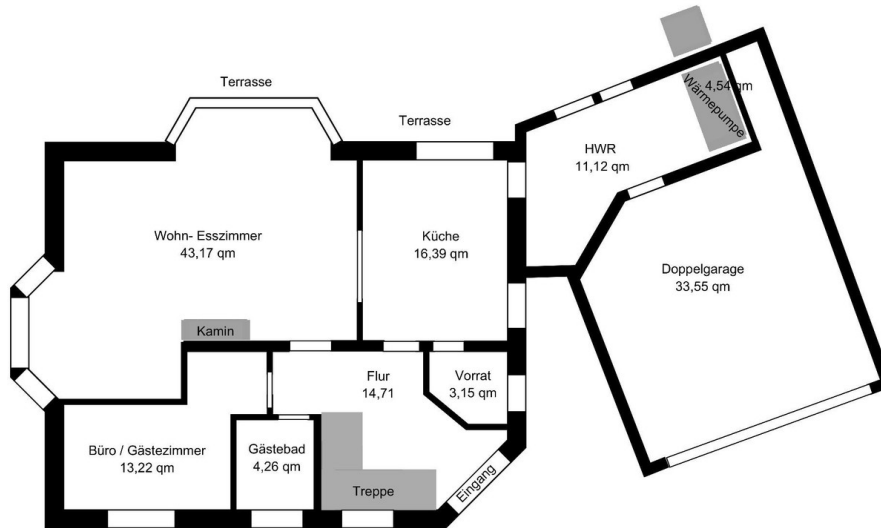 Terrasse
Terrasse
4,54 qm
Wärmepumpe
HWR
11,12 qm
Wohn- Esszimmer
43,17 qm
Küche
16,39 qm
Doppelgarage
33,55 qm
Kamin
Flur
14,71
Vorrat
3,15 qm
Büro / Gästezimmer
13,22 qm
Gästebad
4,26 qm
Treppe
Eingang